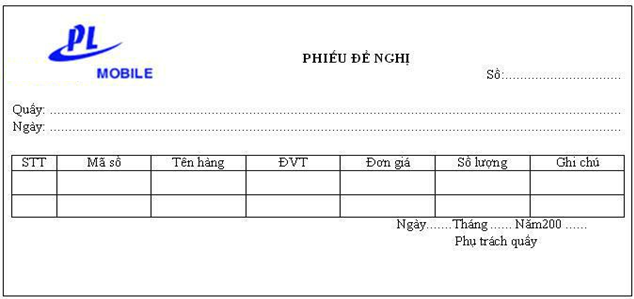 PL
MOBILE
PHIẾU ĐỀ NGHỊ
Số:................................
Quầy: ................................................................................
Ngày: ................................................................................
STT Mã số Tên hàng ĐVT Đơn giá Số lượng Ghi chú
Ngày.......Tháng ...... Năm200 ......
Phụ trách quầy